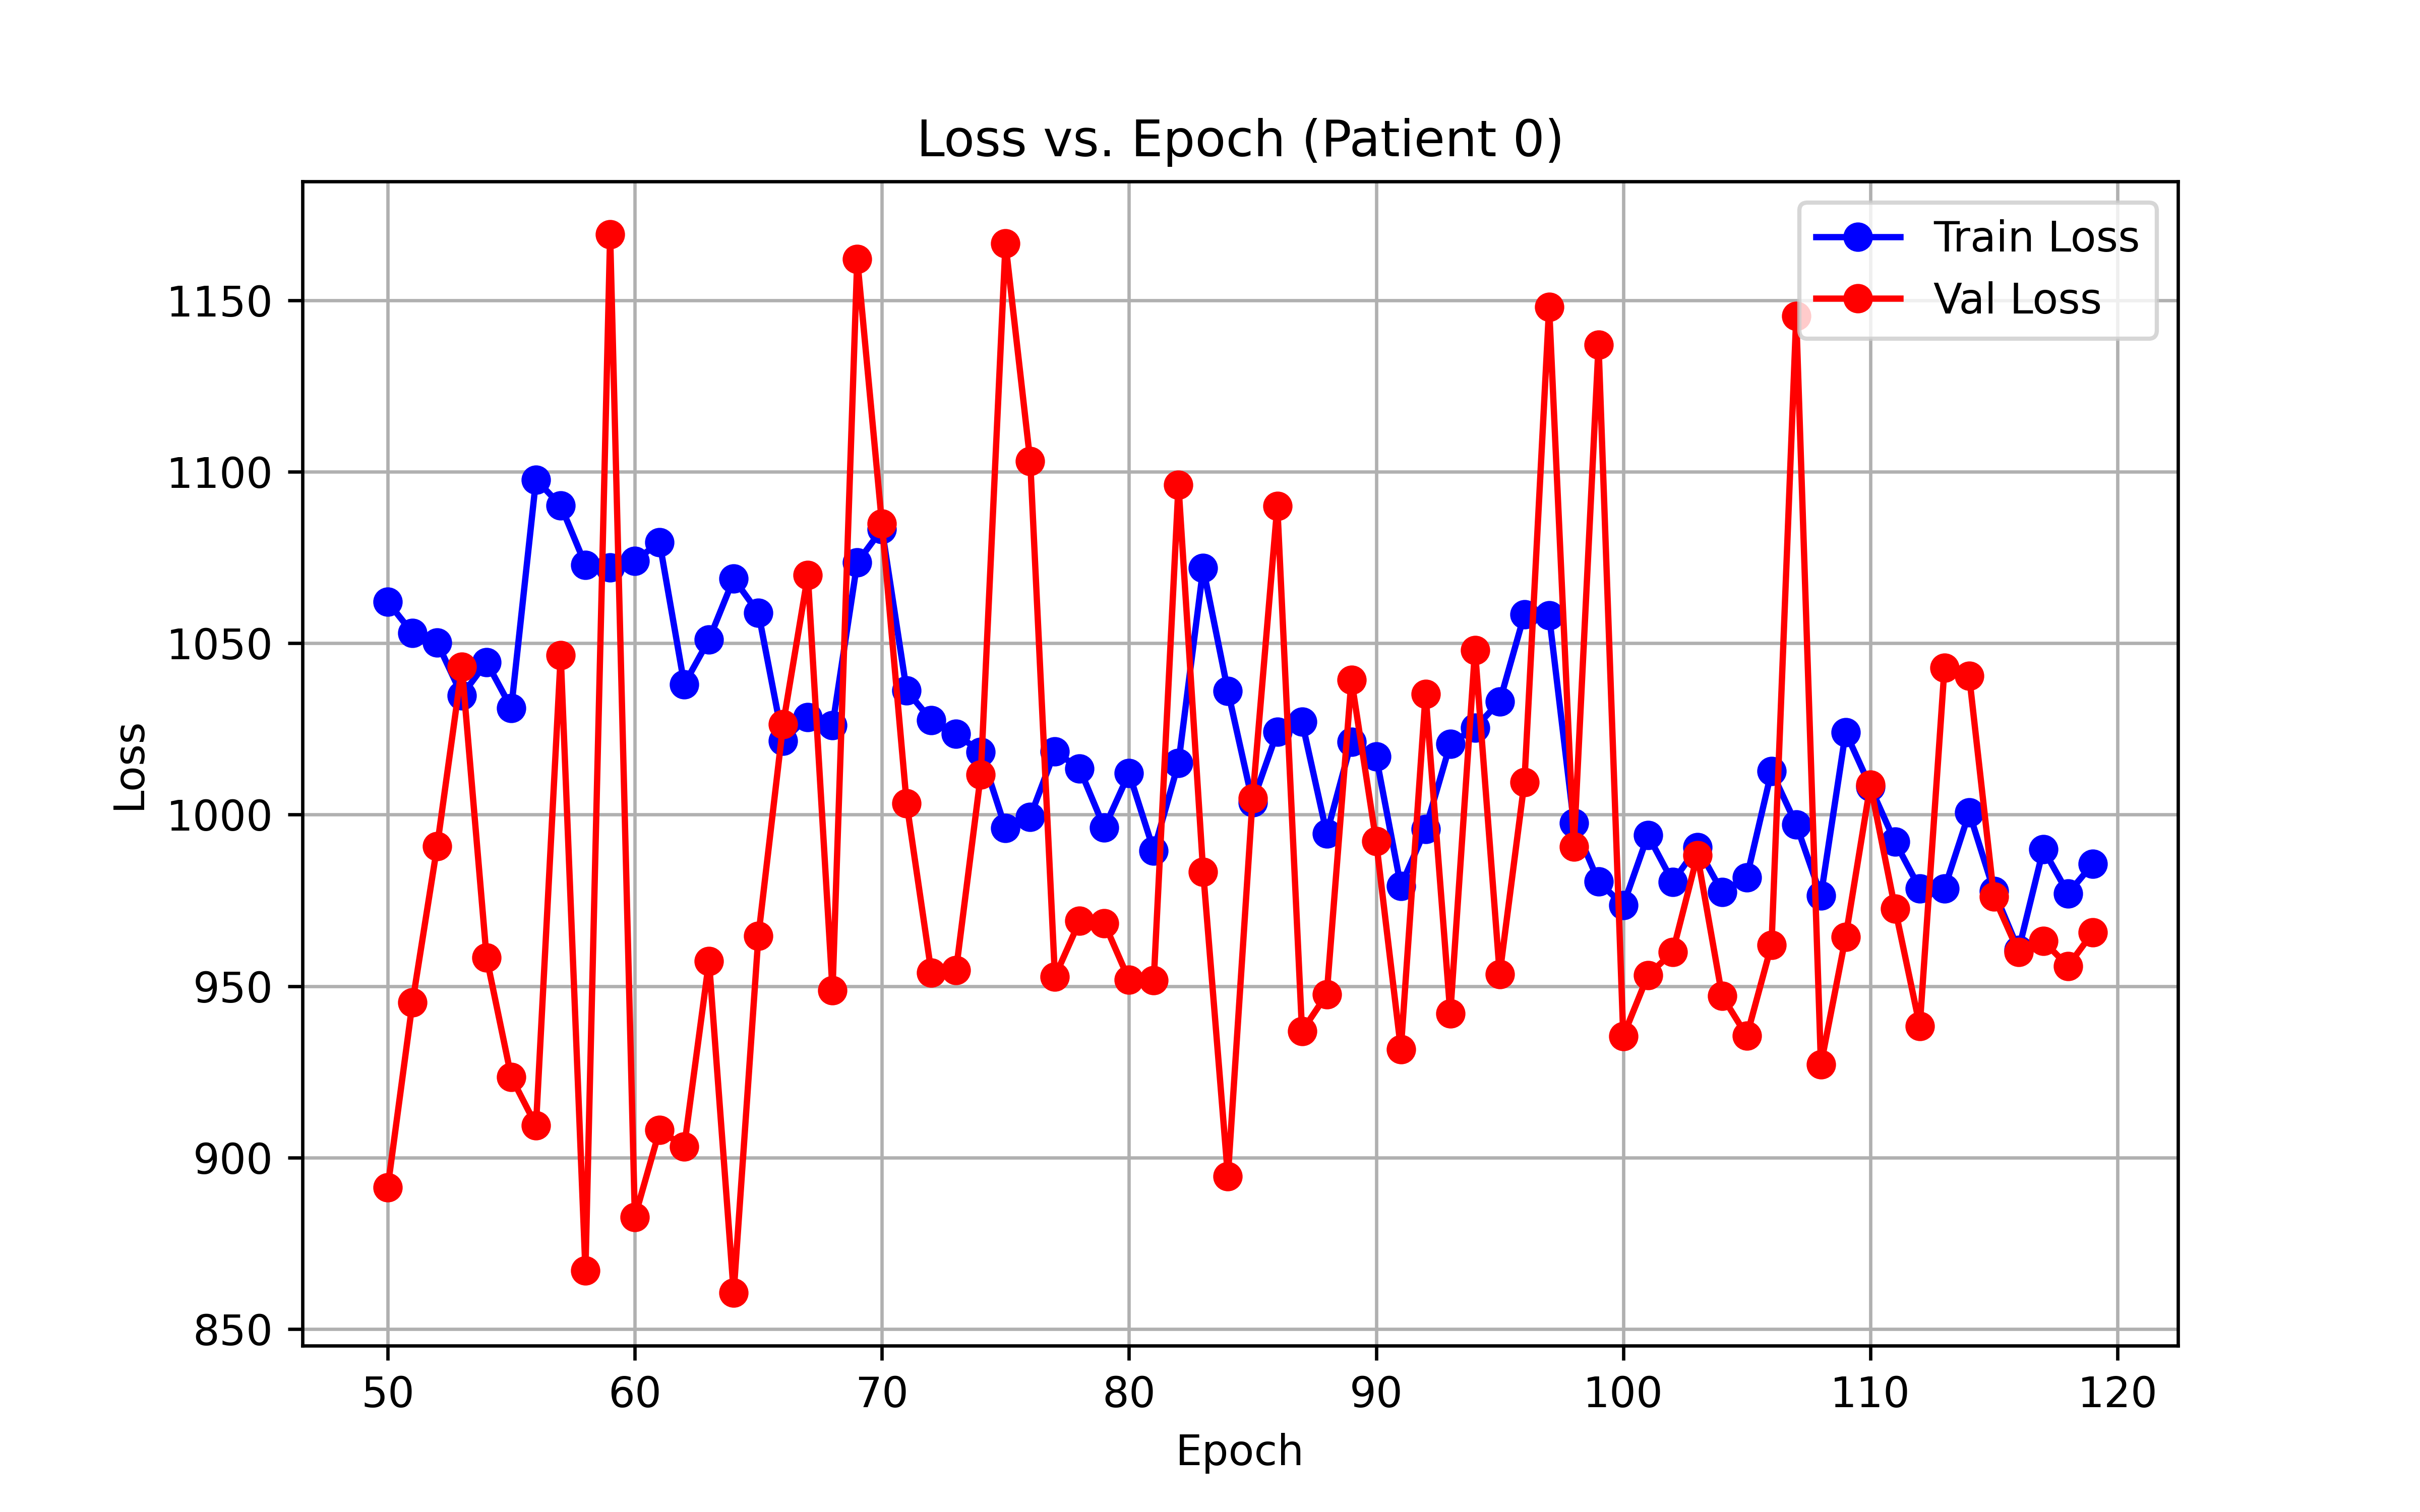 Loss vs. Epoch (Patient 0)
Train Loss
Val Loss
1150
1100
1050
1000
950
900
850
Loss
50 60 70 80 90 100 110 120
Epoch